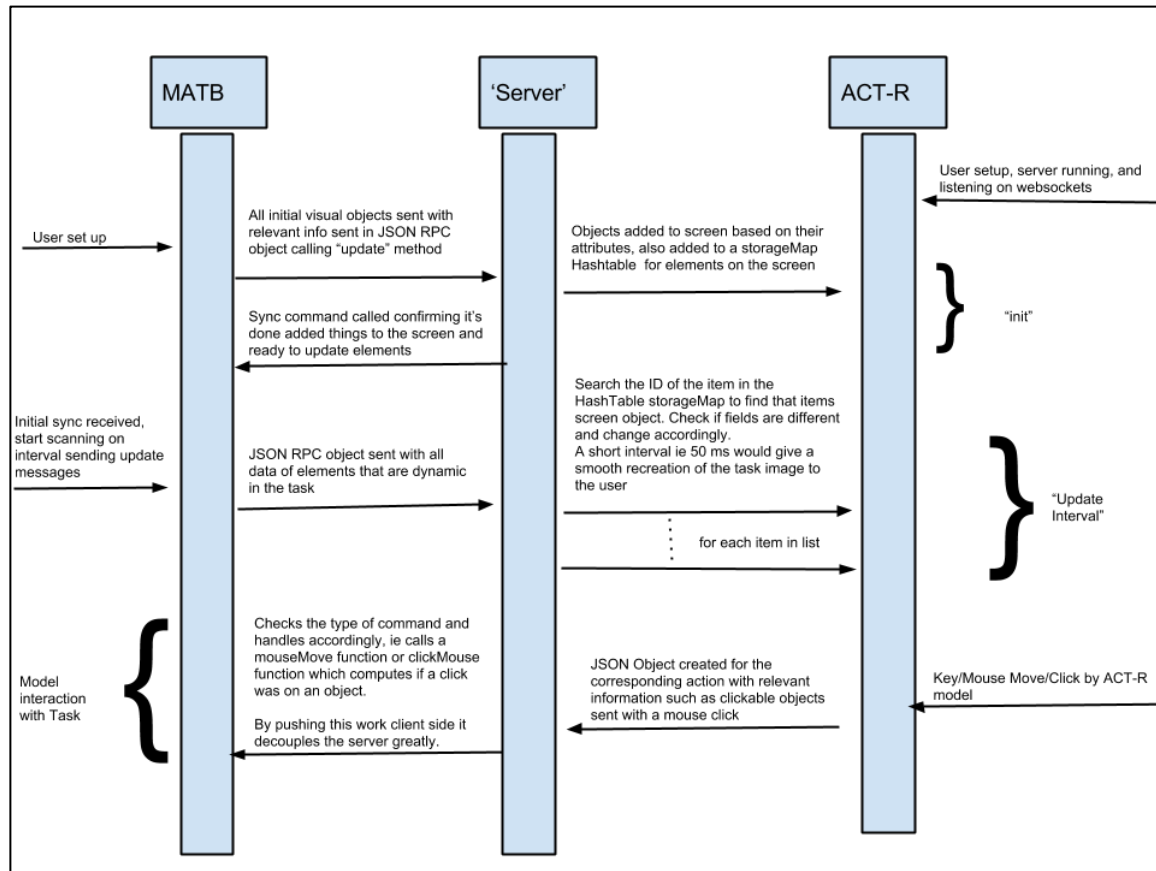 MATB
'Server'
ACT-R
User setup, server running, and
listening on websockets
User set up
All initial visual objects sent with
relevant info sent in JSON RPC
object calling “update” method
Objects added to screen based on their
attributes, also added to a storageMap
Hashtable for elements on the screen
“init”
Sync command called confirming it's
done added things to the screen and
ready to update elements
Initial sync received,
start scanning on
interval sending update
messages
JSON RPC object sent with all
data of elements that are dynamic
in the task
Search the ID of the item in the
HashTable storageMap to find that items
screen object. Check if fields are different
and change accordingly.
A short interval ie 50 ms would give a
smooth recreation of the task image to
the user
“Update
Interval”
for each item in list
Key/Mouse Move/Click by ACT-R
model
JSON Object created for the
corresponding action with relevant
information such as clickable objects
sent with a mouse click
Checks the type of command and
handles accordingly, ie calls a
mouseMove function or clickMouse
function which computes if a click
was on an object.
By pushing this work client side it
decouples the server greatly.
Model
interaction
with Task